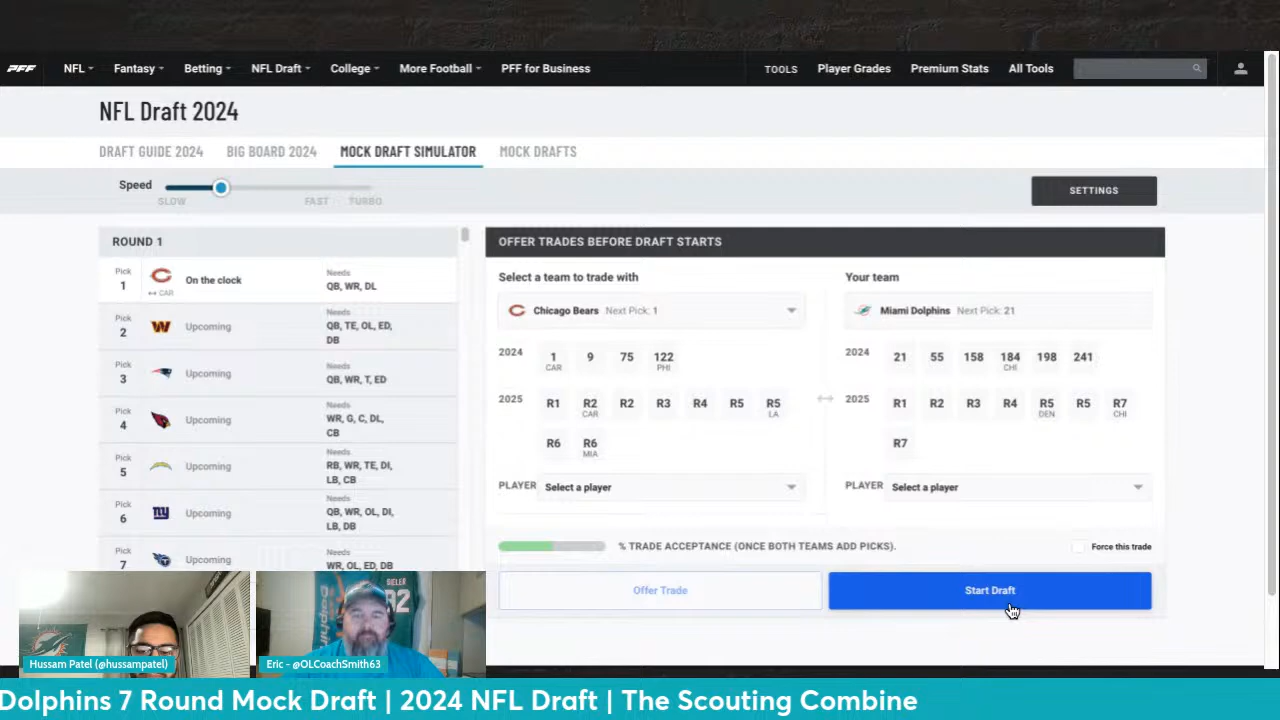 PFF NFL Fantasy Betting NFL Draft College More Football PFF for Business TOOLS Player Grades Premium Stats All Tools
NFL Draft 2024
DRAFT GUIDE 2024 BIG BOARD 2024 MOCK DRAFT SIMULATOR MOCK DRAFTS
Speed
SLOW FAST TURBO
SETTINGS
ROUND 1
Pick
1
CAR
On the clock
Needs
QB, WR, DL
Pick
2
Upcoming
Needs
QB, TE, OL, ED,
DB
Pick
3
Upcoming
Needs
QB, WR, T, ED
Pick
4
Upcoming
Needs
WR, G, C, DL,
CB
Pick
5
Upcoming
Needs
RB, WR, TE, DI,
LB, CB
Pick
6
Upcoming
Needs
QB, WR, OL, DI,
LB, DB
Pick
7
Upcoming
Needs
WR, OL, ED, DB
OFFER TRADES BEFORE DRAFT STARTS
Select a team to trade with
Chicago Bears Next Pick: 1
2024 1 9 75 122
CAR PHI
2025 R1 R2 R2 R3 R4 R5 R5
CAR LA
R6 R6
MIA
PLAYER Select a player
Your team
Miami Dolphins Next Pick: 21
2024 21 55 158 184 198 241
CHI
2025 R1 R2 R3 R4 R5 R5 R7
DEN CHI
R7
PLAYER Select a player
% TRADE ACCEPTANCE (ONCE BOTH TEAMS ADD PICKS).
Force this trade
Offer Trade
Start Draft
SIELER
92
Dolphins
Hussam Patel (@hussampatel)
Eric - @OLCoachSmith63
Dolphins 7 Round Mock Draft | 2024 NFL Draft | The Scouting Combine